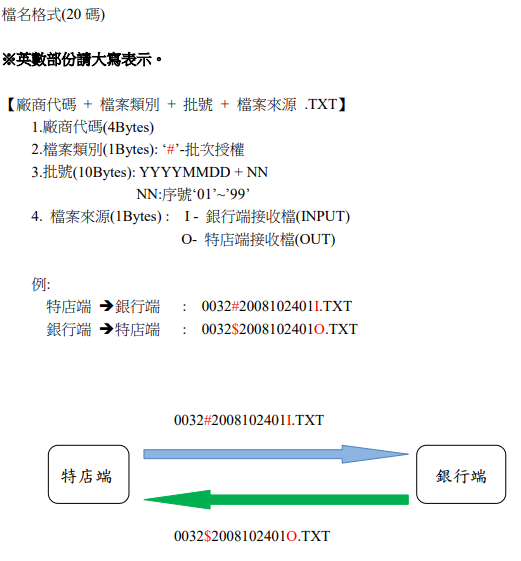 檔名格式(20 碼)
※英數部份請大寫表示。
【廠商代碼 + 檔案類別 + 批號 + 檔案來源 .TXT】
1.廠商代碼(4Bytes)
2.檔案類別(1Bytes): ‘#’-批次授權
3.批號(10Bytes): YYYYMMDD + NN
NN:序號‘01’~’99’
4. 檔案來源(1Bytes) : I - 銀行端接收檔(INPUT)
O- 特店端接收檔(OUT)
例:
特店端 ➔銀行端 : 0032#2008102401I.TXT
銀行端 ➔特店端 : 0032$2008102401O.TXT
0032#2008102401I.TXT
特店端
銀行端
0032$2008102401O.TXT